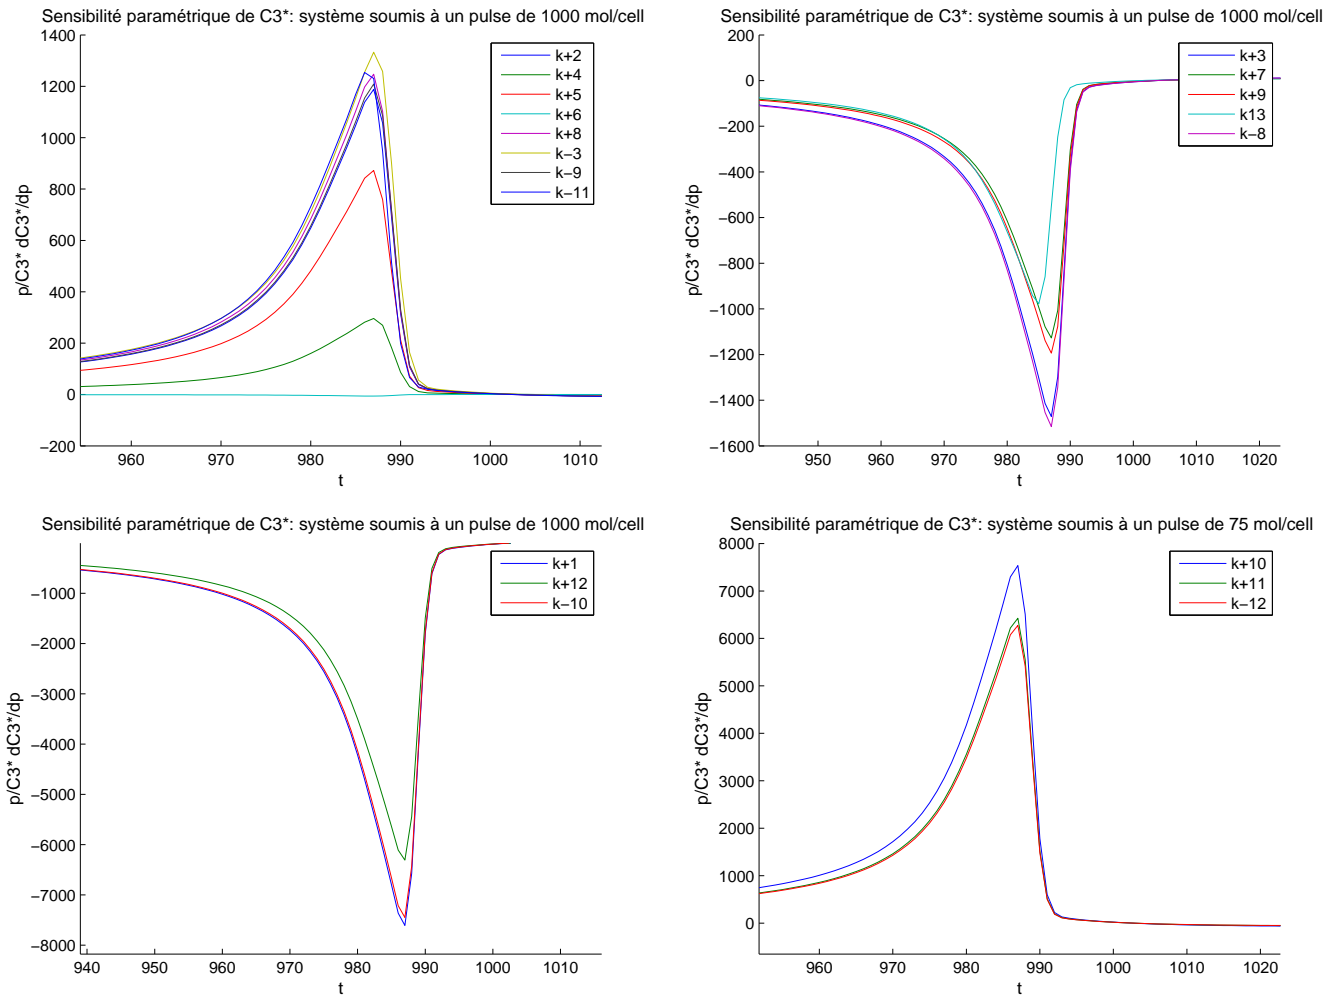 Sensibilité paramétrique de C3*: système soumis à un pulse de 1000 mol/cell
1400
1200
1000
800
600
400
200
0
−200
p/C3* dC3*/dp
960
970
980
990
1000
1010
t
k+2
k+4
k+5
k+6
k+8
k−3
k−9
k−11
Sensibilité paramétrique de C3*: système soumis à un pulse de 1000 mol/cell
200
0
−200
−400
−600
−800
−1000
−1200
−1400
−1600
p/C3* dC3*/dp
950
960
970
980
990
1000
1010
1020
t
k+3
k+7
k+9
k13
k−8
Sensibilité paramétrique de C3*: système soumis à un pulse de 1000 mol/cell
−1000
−2000
−3000
−4000
−5000
−6000
−7000
−8000
p/C3* dC3*/dp
940
950
960
970
980
990
1000
1010
t
k+1
k+12
k−10
Sensibilité paramétrique de C3*: système soumis à un pulse de 75 mol/cell
8000
7000
6000
5000
4000
3000
2000
1000
0
p/C3* dC3*/dp
960
970
980
990
1000
1010
1020
t
k+10
k+11
k−12